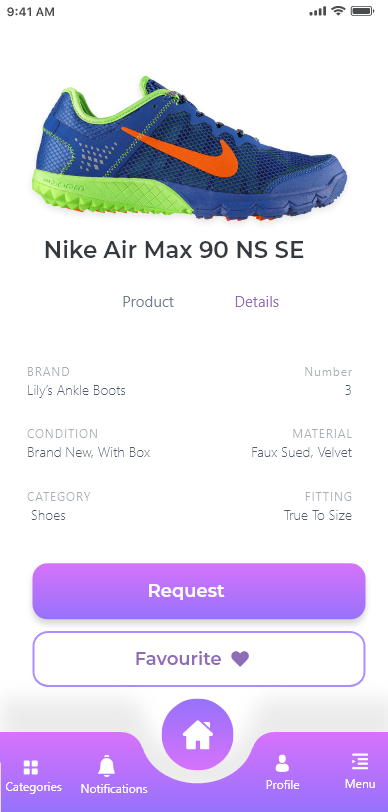 9:41 AM
Nike Air Max 90 NS SE
Product Details
BRAND Number
Lily's Ankle Boots 3
CONDITION MATERIAL
Brand New, With Box Faux Sued, Velvet
CATEGORY FITTING
Shoes True To Size
Request
Favourite
Categories Notifications Profile Menu